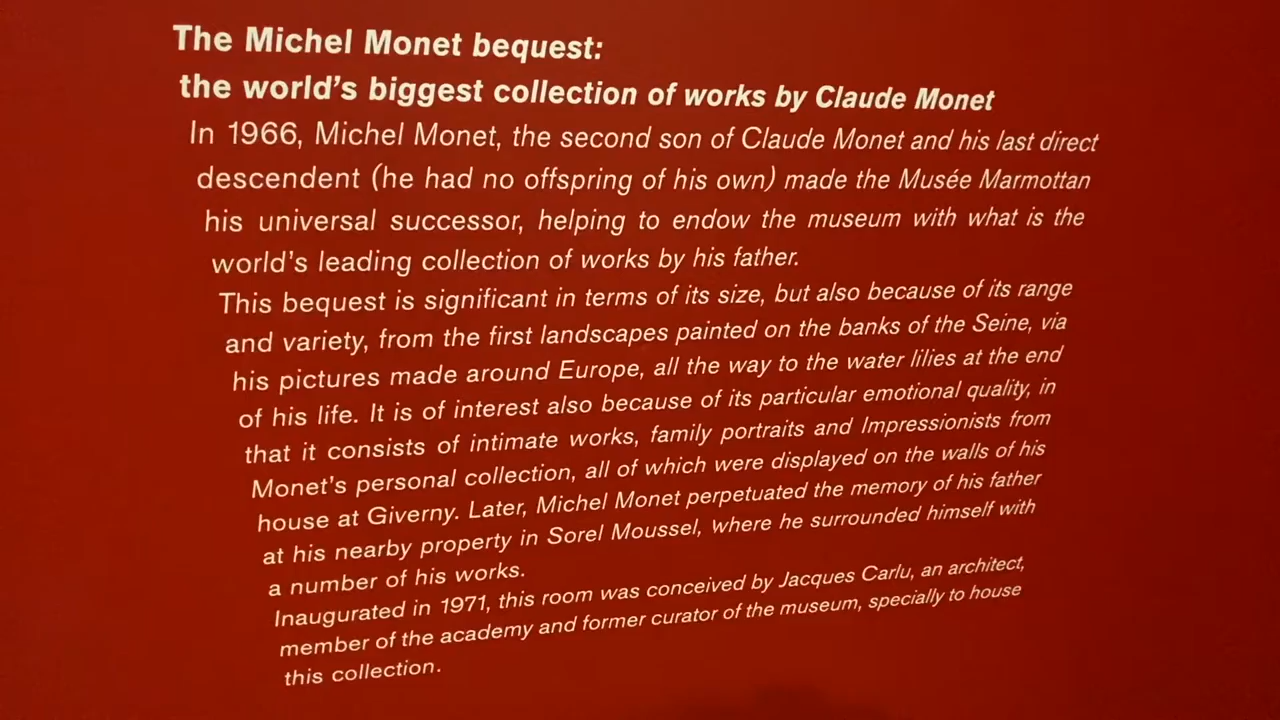 The Michel Monet bequest:
the world's biggest collection of works by Claude Monet
In 1966, Michel Monet, the second son of Claude Monet and his last direct
descendent (he had no offspring of his own) made the Musée Marmottan
his universal successor, helping to endow the museum with what is the
world's leading collection of works by his father.
This bequest is significant in terms of its size, but also because of its range
and variety, from the first landscapes painted on the banks of the Seine, via
his pictures made around Europe, all the way to the water lilies at the end
of his life. It is of interest also because of its particular emotional quality, in
that it consists of intimate works, family portraits and Impressionists from
Monet's personal collection, all of which were displayed on the walls of his
house at Giverny. Later, Michel Monet perpetuated the memory of his father
at his nearby property in Sorel Moussel, where he surrounded himself with
a number of his works.
Inaugurated in 1971, this room was conceived by Jacques Carlu, an architect,
member of the academy and former curator of the museum, specially to house
this collection.